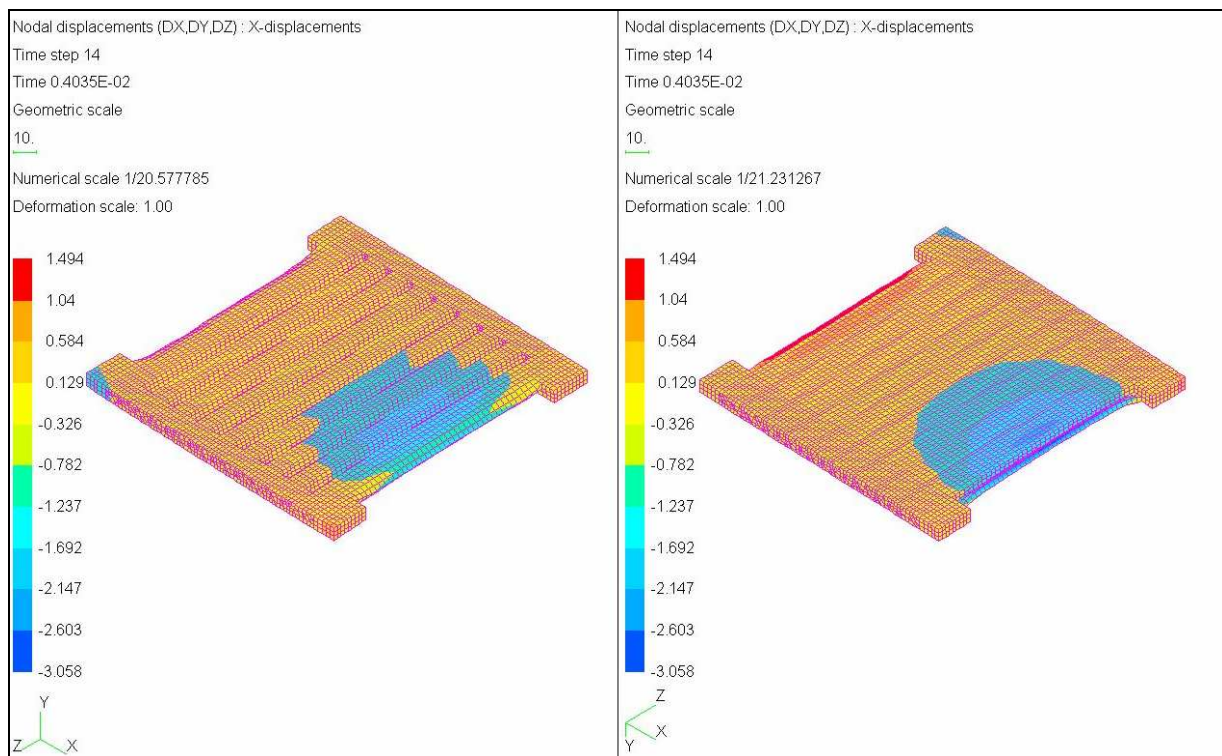 Nodal displacements (DX,DY,DZ) : X-displacements
Time step 14
Time 0.4035E-02
Geometric scale
10.
Numerical scale 1/20.577785
Deformation scale: 1.00
1.494
1.04
0.584
0.129
-0.326
-0.782
-1.237
-1.692
-2.147
-2.603
-3.058
Y
Z X
Nodal displacements (DX,DY,DZ) : X-displacements
Time step 14
Time 0.4035E-02
Geometric scale
10.
Numerical scale 1/21.231267
Deformation scale: 1.00
1.494
1.04
0.584
0.129
-0.326
-0.782
-1.237
-1.692
-2.147
-2.603
-3.058
Z
X
Y